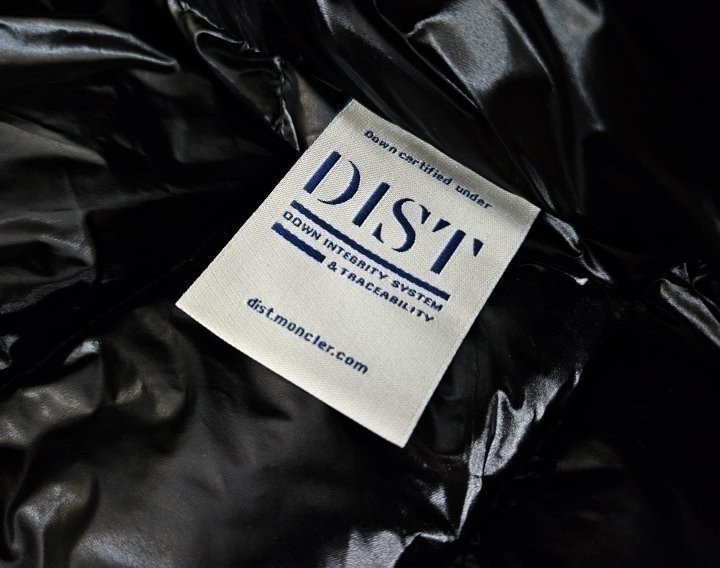 Down certified under
DIST
DOWN INTEGRITY SYSTEM
& TRACEABILITY
dist.moncler.com